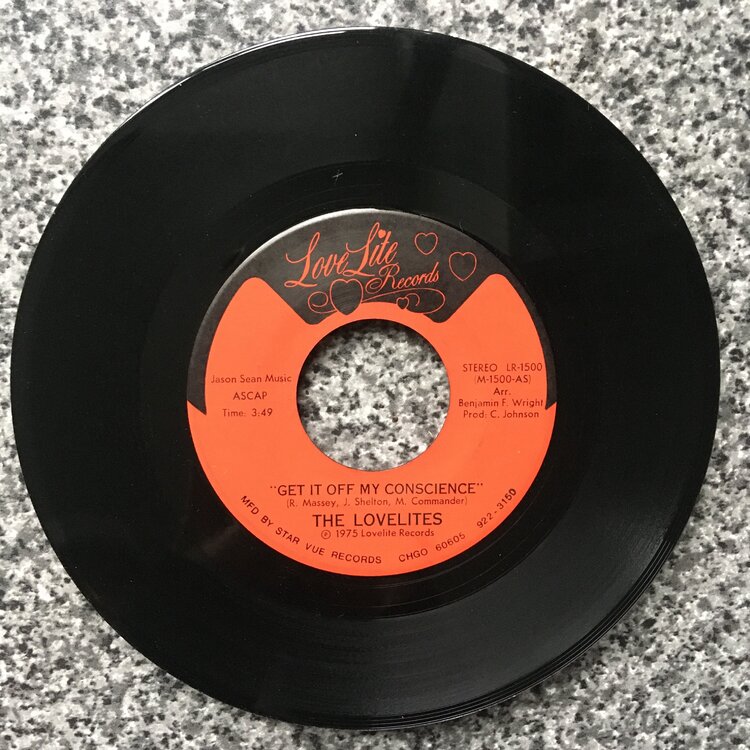 Love Lite
Records
Jason Sean Music
ASCAP
Time: 3:49
STEREO LR-1500
(M-1500-AS)
Arr.
Benjamin F. Wright
Prod: C. Johnson
"GET IT OFF MY CONSCIENCE"
(R. Massey, J. Shelton, M. Commander)
THE LOVELITES
℗ 1975 Lovelite Records
MFD BY STAR VUE RECORDS CHGO 60605 922-3150